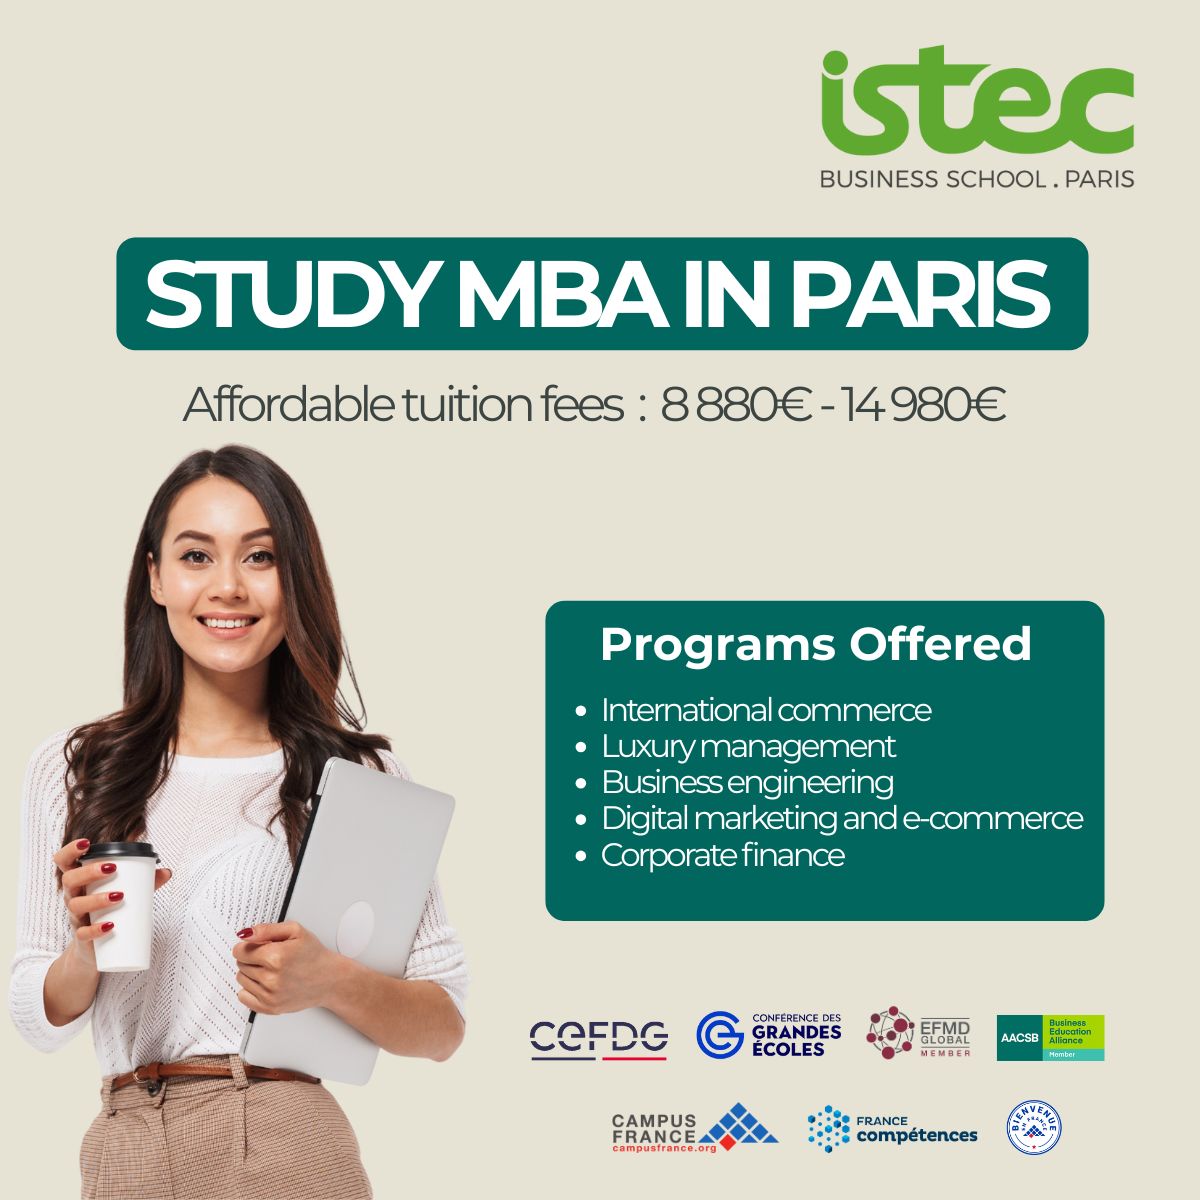 istec
BUSINESS SCHOOL . PARIS
STUDY MBA IN PARIS
Affordable tuition fees : 8 880€ - 14 980€
Programs Offered
• International commerce
• Luxury management
• Business engineering
• Digital marketing and e-commerce
• Corporate finance
CEFDG
CONFÉRENCE DES
GRANDES
ÉCOLES
EFMD
GLOBAL
MEMBER
AACSB
Business
Education
Alliance
Member
CAMPUS
FRANCE
campusfrance.org
FRANCE
compétences
BIENVENUE
EN FRANCE